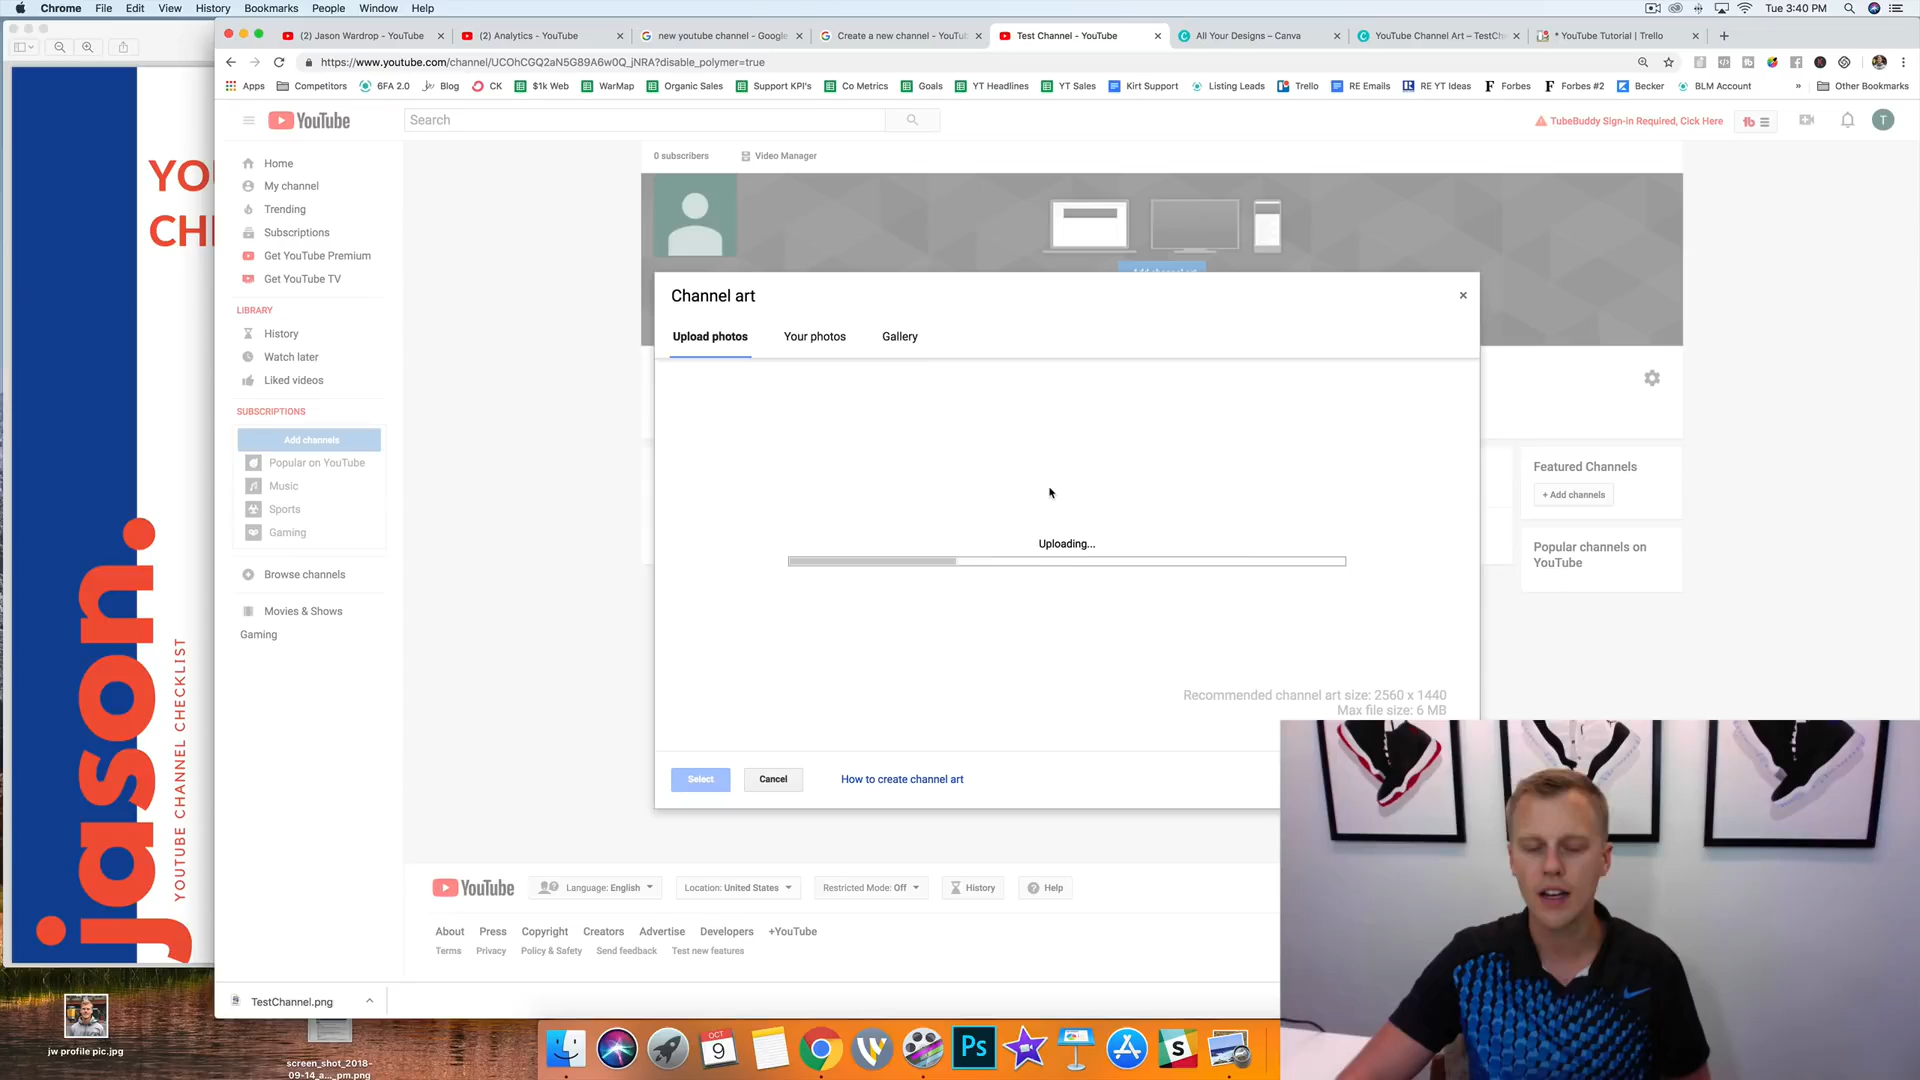 Chrome File Edit View History Bookmarks People Window Help
Tue 3:40 PM
(2) Jason Wardrop - YouTube
(2) Analytics - YouTube
new youtube channel - Google
Create a new channel - YouTu
Test Channel - YouTube
All Your Designs – Canva
YouTube Channel Art – TestCh
* YouTube Tutorial | Trello
https://www.youtube.com/channel/UCOhCGQ2aN5G89A6w0Q_jNRA?disable_polymer=true
Apps Competitors 6FA 2.0 Blog CK $1k Web WarMap Organic Sales Support KPI's Co Metrics Goals YT Headlines YT Sales Kirt Support Listing Leads Trello RE Emails RE YT Ideas Forbes Forbes #2 Becker BLM Account » Other Bookmarks
YouTube
Search
TubeBuddy Sign-in Required, Click Here
tb
T
0 subscribers
Video Manager
Home
My channel
Trending
Subscriptions
Get YouTube Premium
Get YouTube TV
LIBRARY
History
Watch later
Liked videos
SUBSCRIPTIONS
Add channels
Popular on YouTube
Music
Sports
Gaming
Browse channels
Movies & Shows
Gaming
Add channel art
Channel art
×
Upload photos
Your photos
Gallery
Uploading...
Recommended channel art size: 2560 x 1440
Max file size: 6 MB
Select
Cancel
How to create channel art
Featured Channels
+ Add channels
Popular channels on
YouTube
YouTube
Language: English
Location: United States
Restricted Mode: Off
History
Help
About Press Copyright Creators Advertise Developers +YouTube
Terms Privacy Policy & Safety Send feedback Test new features
TestChannel.png
YOU
CHE
jason.
YOUTUBE CHANNEL CHECKLIST
jw profile pic.jpg
screen_shot_2018-
09-14_a..._pm.png
OCT
9
Ps
S